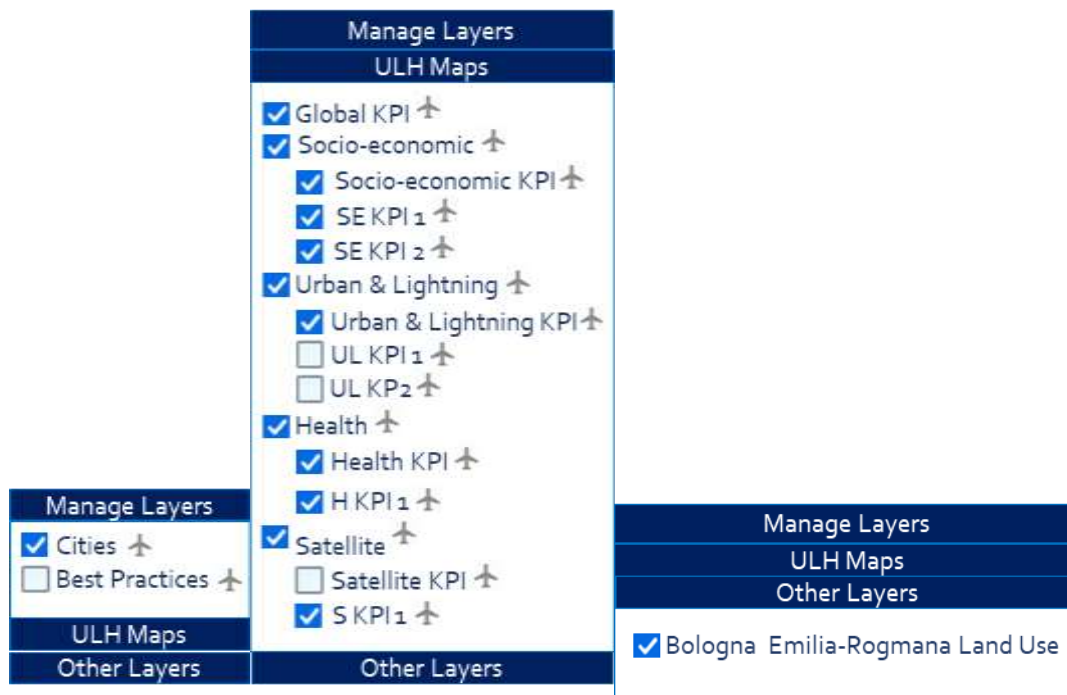 Manage Layers
Cities
Best Practices
ULH Maps
Other Layers
Manage Layers
ULH Maps
Global KPI
Socio-economic
Socio-economic KPI
SE KPI 1
SE KPI 2
Urban & Lightning
Urban & Lightning KPI
UL KPI 1
UL KP2
Health
Health KPI
H KPI 1
Satellite
Satellite KPI
S KPI 1
Other Layers
Manage Layers
ULH Maps
Other Layers
Bologna Emilia-Rogmana Land Use